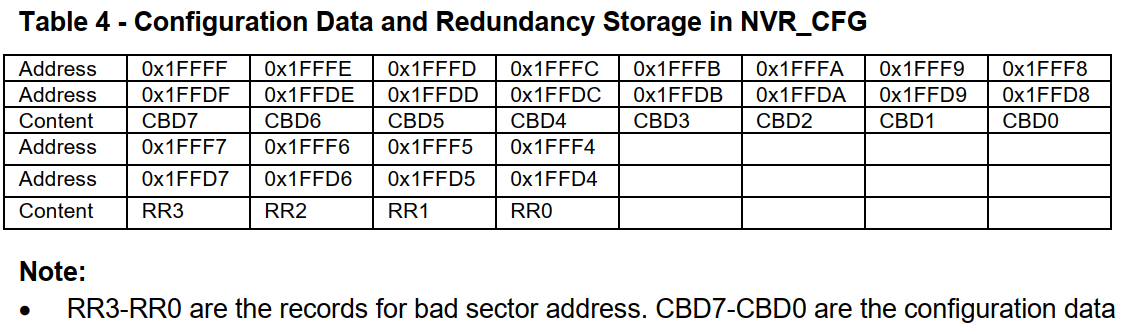 Table 4 - Configuration Data and Redundancy Storage in NVR_CFG
Address 0x1FFFF 0x1FFFE 0x1FFFD 0x1FFFC 0x1FFFB 0x1FFFA 0x1FFF9 0x1FFF8
Address 0x1FFDF 0x1FFDE 0x1FFDD 0x1FFDC 0x1FFDB 0x1FFDA 0x1FFD9 0x1FFD8
Content CBD7 CBD6 CBD5 CBD4 CBD3 CBD2 CBD1 CBD0
Address 0x1FFF7 0x1FFF6 0x1FFF5 0x1FFF4
Address 0x1FFD7 0x1FFD6 0x1FFD5 0x1FFD4
Content RR3 RR2 RR1 RR0
Note:
• RR3-RR0 are the records for bad sector address. CBD7-CBD0 are the configuration data